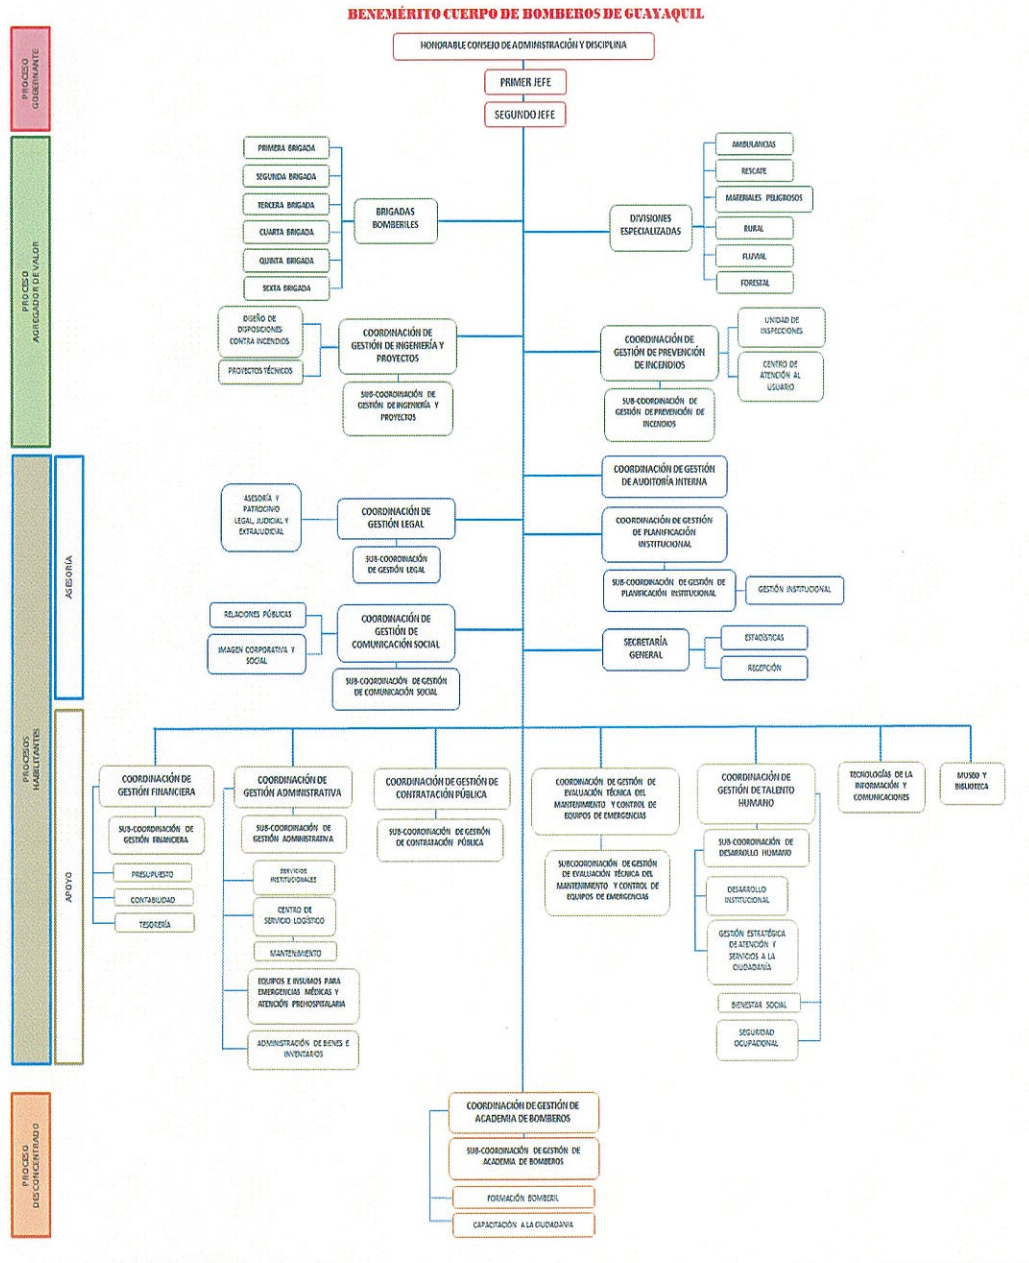 BENEMÉRITO CUERPO DE BOMBEROS DE GUAYAQUIL
PROCESO
GOBERNANTE
HONORABLE CONSEJO DE ADMINISTRACIÓN Y DISCIPLINA
PRIMER JEFE
SEGUNDO JEFE
PROCESO
AGREGADOR DE VALOR
PRIMERA BRIGADA
SEGUNDA BRIGADA
TERCERA BRIGADA
CUARTA BRIGADA
QUINTA BRIGADA
SEXTA BRIGADA
BRIGADAS
BOMBERILES
DIVISIONES
ESPECIALIZADAS
AMBULANCIAS
RESCATE
MATERIALES PELIGROSOS
RURAL
FLUVIAL
FORESTAL
DISEÑO DE
DISPOSICIONES
CONTRA INCENDIOS
PROYECTOS TÉCNICOS
COORDINACIÓN DE
GESTIÓN DE INGENIERÍA Y
PROYECTOS
SUB-COORDINACIÓN DE
GESTIÓN DE INGENIERÍA Y
PROYECTOS
COORDINACIÓN DE
GESTIÓN DE PREVENCIÓN
DE INCENDIOS
SUB-COORDINACIÓN DE
GESTIÓN DE PREVENCIÓN DE
INCENDIOS
UNIDAD DE
INSPECCIONES
CENTRO DE
ATENCIÓN AL
USUARIO
PROCESOS
HABILITANTES
ASESORÍA
COORDINACIÓN DE GESTIÓN
DE AUDITORÍA INTERNA
ASESORÍA Y
PATROCINIO
LEGAL, JUDICIAL Y
EXTRAJUDICIAL
COORDINACIÓN DE
GESTIÓN LEGAL
SUB-COORDINACIÓN
DE GESTIÓN LEGAL
COORDINACIÓN DE GESTIÓN
DE PLANIFICACIÓN
INSTITUCIONAL
SUB-COORDINACIÓN DE GESTIÓN DE
PLANIFICACIÓN INSTITUCIONAL
GESTIÓN INSTITUCIONAL
RELACIONES PÚBLICAS
IMAGEN CORPORATIVA Y
SOCIAL
COORDINACIÓN DE
GESTIÓN DE
COMUNICACIÓN SOCIAL
SUB-COORDINACIÓN DE GESTIÓN
DE COMUNICACIÓN SOCIAL
SECRETARÍA
GENERAL
ESTADÍSTICAS
RECEPCIÓN
APOYO
COORDINACIÓN DE
GESTIÓN FINANCIERA
SUB-COORDINACIÓN DE
GESTIÓN FINANCIERA
PRESUPUESTO
CONTABILIDAD
TESORERÍA
COORDINACIÓN DE
GESTIÓN ADMINISTRATIVA
SUB-COORDINACIÓN DE
GESTIÓN ADMINISTRATIVA
SERVICIOS
INSTITUCIONALES
CENTRO DE
SERVICIO LOGÍSTICO
MANTENIMIENTO
EQUIPOS E INSUMOS PARA
EMERGENCIAS MÉDICAS Y
ATENCIÓN PREHOSPITALARIA
ADMINISTRACIÓN DE BIENES E
INVENTARIOS
COORDINACIÓN DE GESTIÓN DE
CONTRATACIÓN PÚBLICA
SUB-COORDINACIÓN DE GESTIÓN
DE CONTRATACIÓN PÚBLICA
COORDINACIÓN DE GESTIÓN DE
EVALUACIÓN TÉCNICA DEL
MANTENIMIENTO Y CONTROL DE
EQUIPOS DE EMERGENCIAS
SUBCOORDINACIÓN DE GESTIÓN
DE EVALUACIÓN TÉCNICA DEL
MANTENIMIENTO Y CONTROL DE
EQUIPOS DE EMERGENCIAS
COORDINACIÓN DE
GESTIÓN DE TALENTO
HUMANO
SUB-COORDINACIÓN DE
DESARROLLO HUMANO
DESARROLLO
INSTITUCIONAL
GESTIÓN ESTRATÉGICA
DE ATENCIÓN Y
SERVICIOS A LA
CIUDADANÍA
BIENESTAR SOCIAL
SEGURIDAD
OCUPACIONAL
TECNOLOGÍAS DE LA
INFORMACIÓN Y
COMUNICACIONES
MUSEO Y
BIBLIOTECA
PROCESO
DESCONCENTRADO
COORDINACIÓN DE GESTIÓN DE
ACADEMIA DE BOMBEROS
SUB-COORDINACIÓN DE GESTIÓN DE
ACADEMIA DE BOMBEROS
FORMACIÓN BOMBERIL
CAPACITACIÓN A LA CIUDADANIA